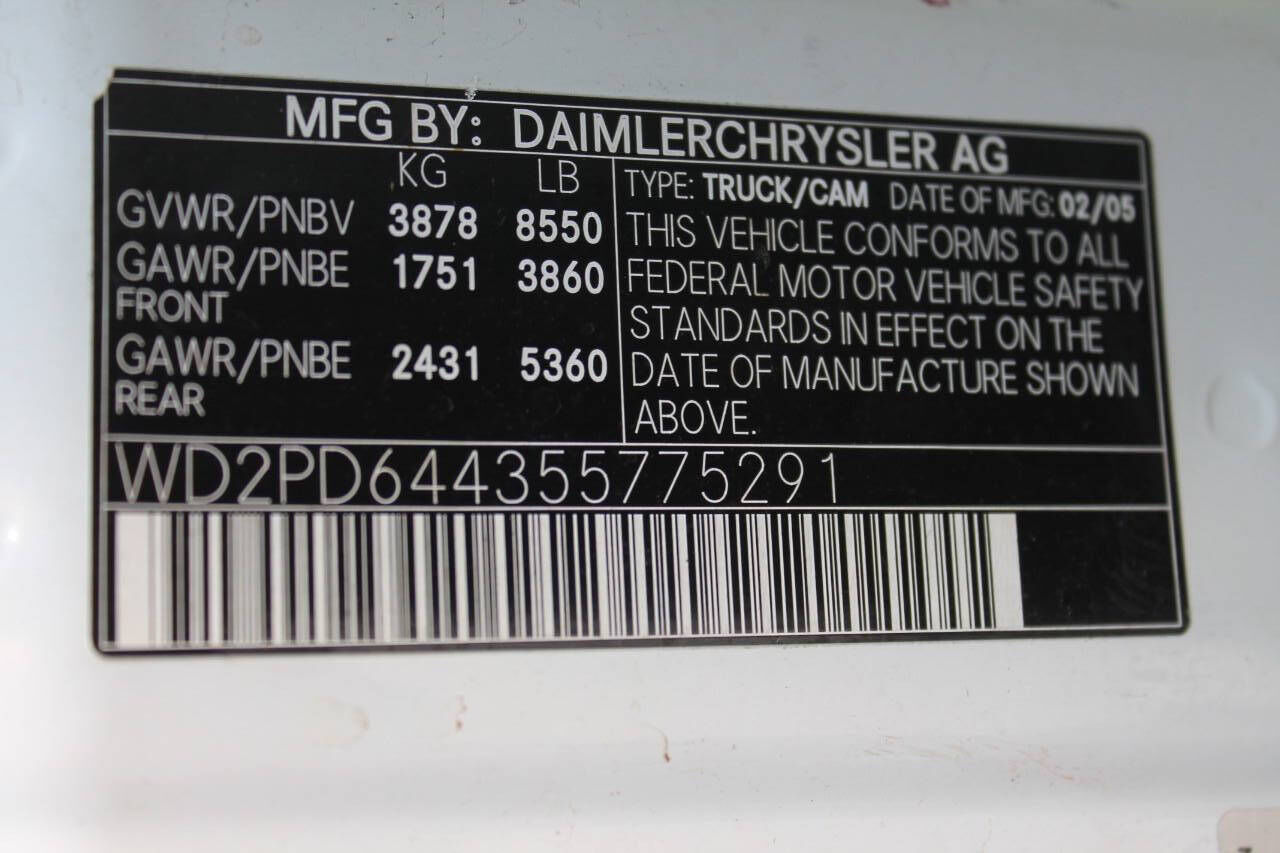 MFG BY: DAIMLERCHRYSLER AG
KG LB
GVWR/PNBV 3878 8550
GAWR/PNBE 1751 3860
FRONT
GAWR/PNBE 2431 5360
REAR
TYPE: TRUCK/CAM DATE OF MFG: 02/05
THIS VEHICLE CONFORMS TO ALL
FEDERAL MOTOR VEHICLE SAFETY
STANDARDS IN EFFECT ON THE
DATE OF MANUFACTURE SHOWN
ABOVE.
WD2PD644355775291